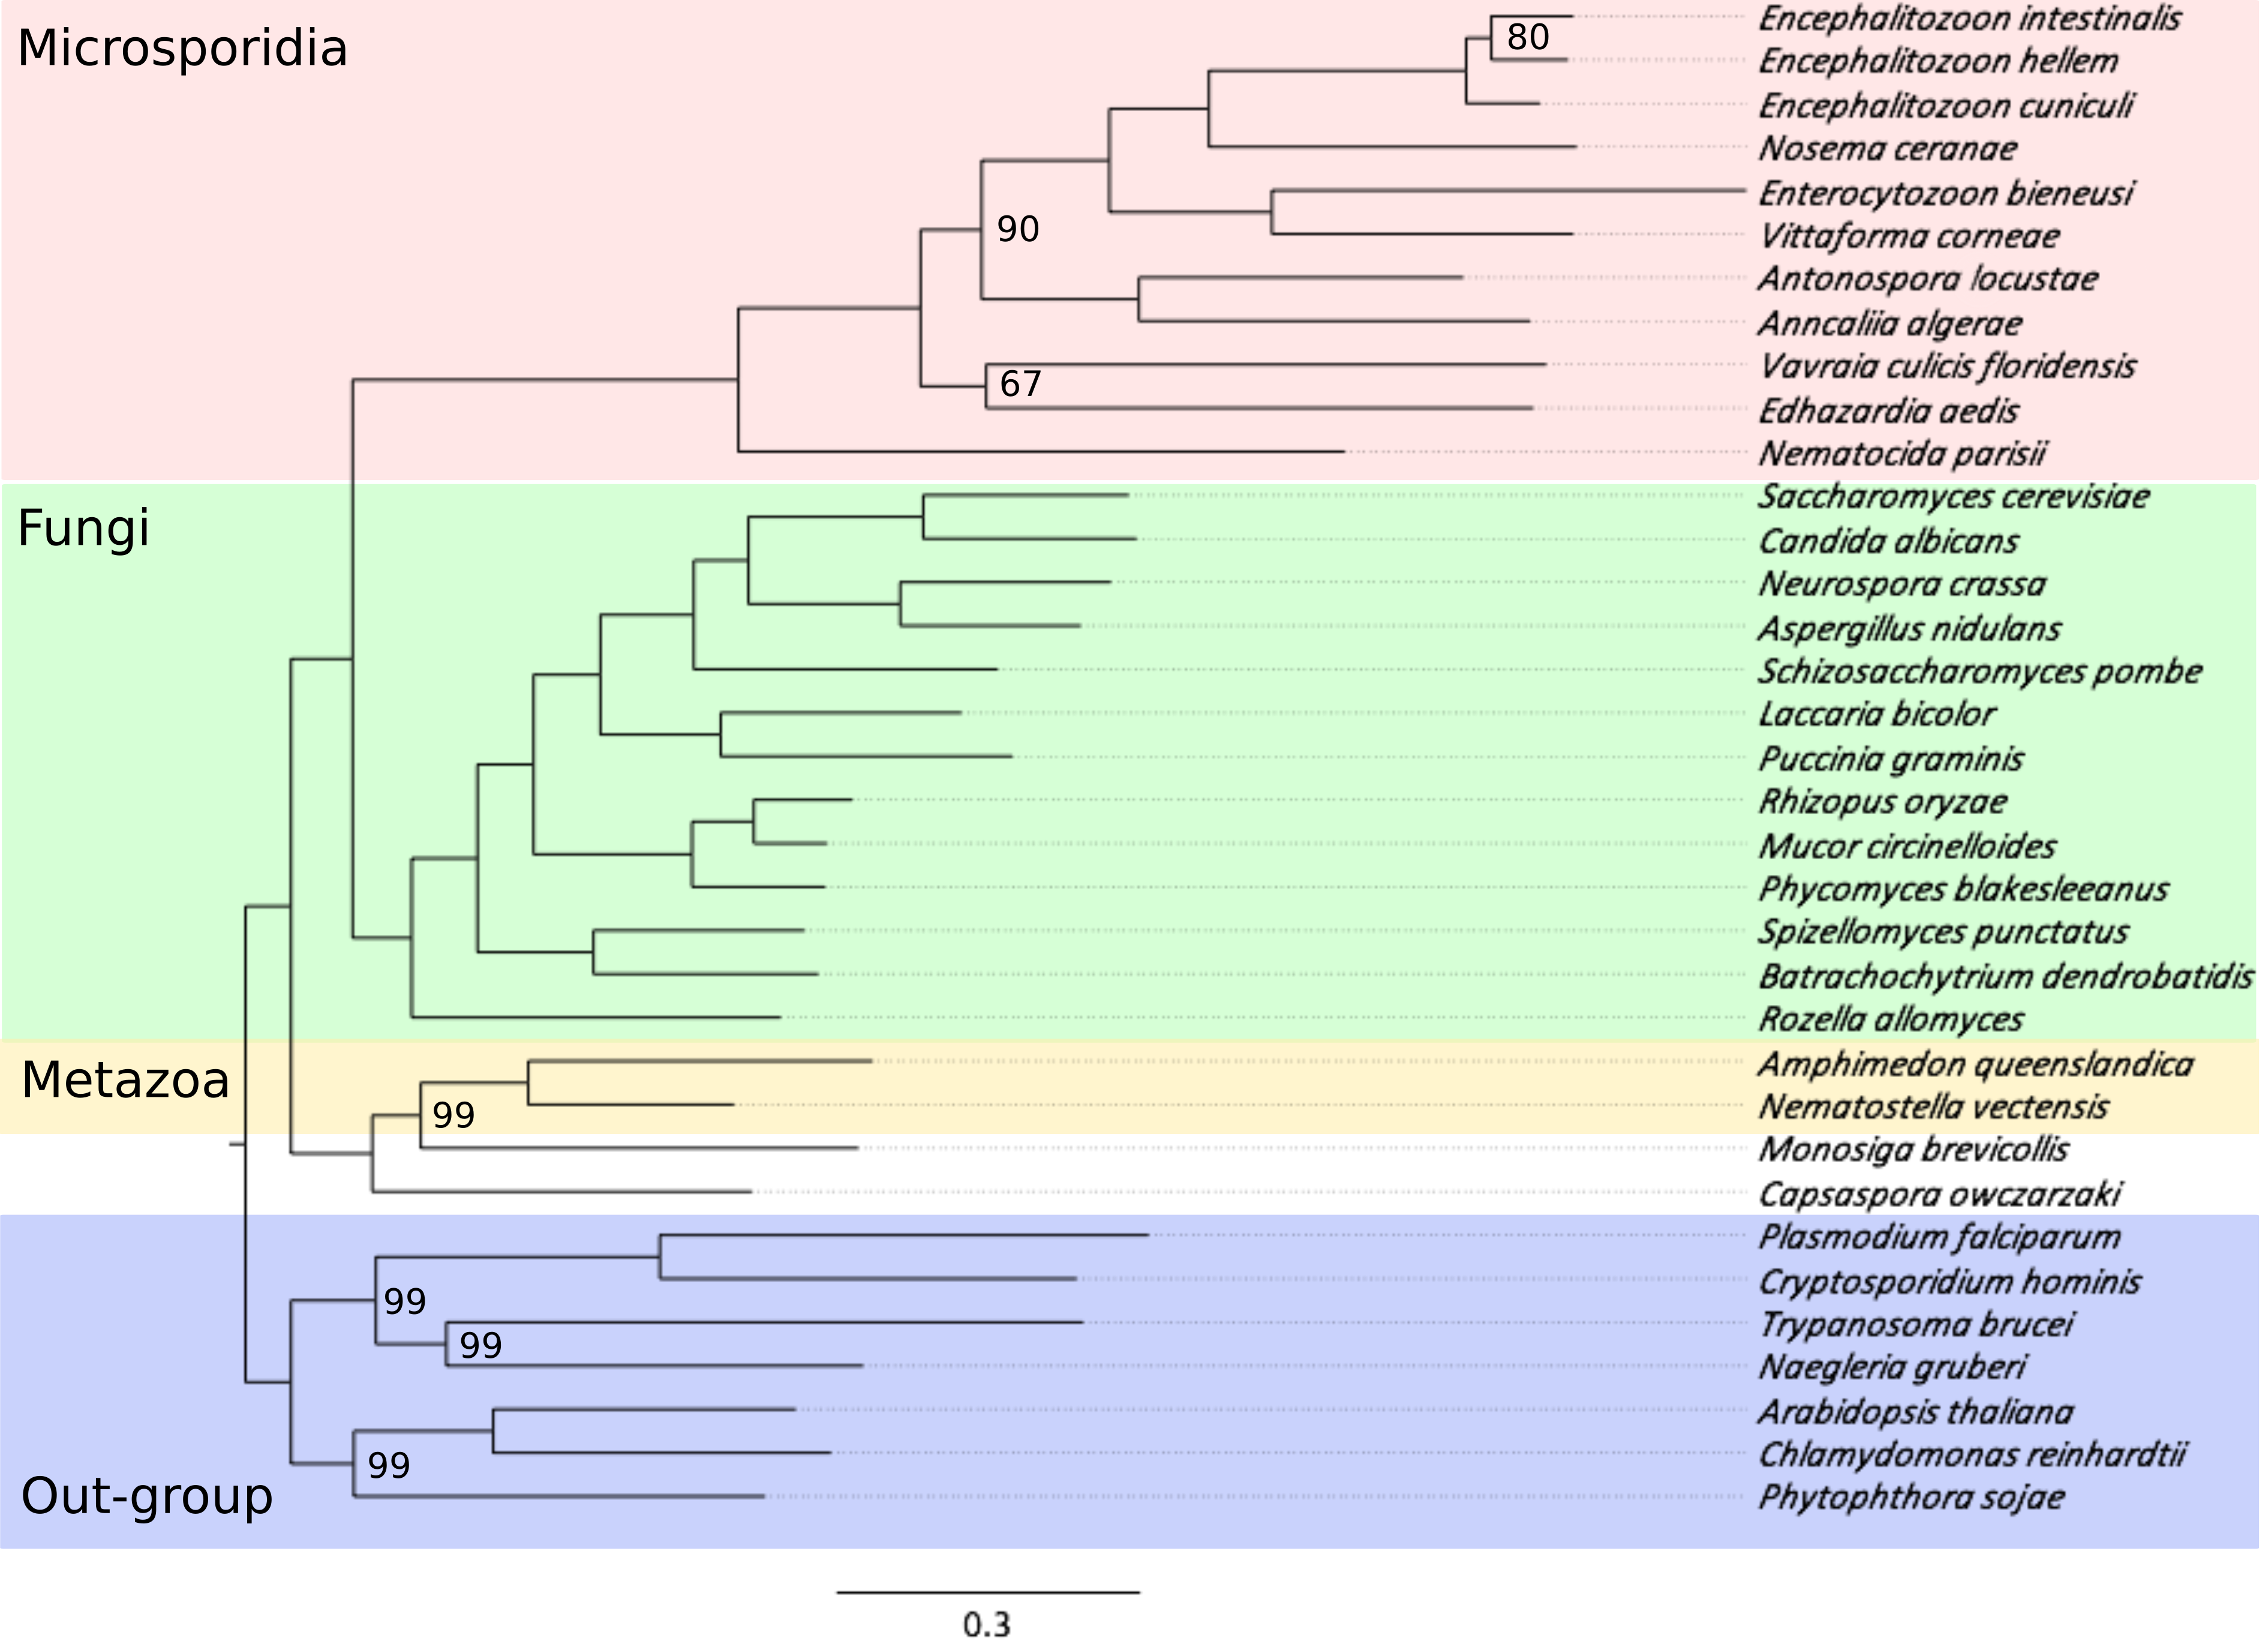 Microsporidia
Encephalitozoon intestinalis
80
Encephalitozoon hellem
Encephalitozoon cuniculi
Nosema ceranae
Enterocytozoon bieneusi
90
Vittaforma corneae
Antonospora locustae
Anncaliia algerae
Vavraia culicis floridensis
67
Edhazardia aedis
Nematocida parisii
Fungi
Saccharomyces cerevisiae
Candida albicans
Neurospora crassa
Aspergillus nidulans
Schizosaccharomyces pombe
Laccaria bicolor
Puccinia graminis
Rhizopus oryzae
Mucor circinelloides
Phycomyces blakesleeanus
Spizellomyces punctatus
Batrachochytrium dendrobatidis
Rozella allomyces
Metazoa
Amphimedon queenslandica
99
Nematostella vectensis
Monosiga brevicollis
Capsaspora owczarzaki
Plasmodium falciparum
Cryptosporidium hominis
99
Trypanosoma brucei
99
Naegleria gruberi
Arabidopsis thaliana
Chlamydomonas reinhardtii
99
Out-group
Phytophthora sojae
0.3